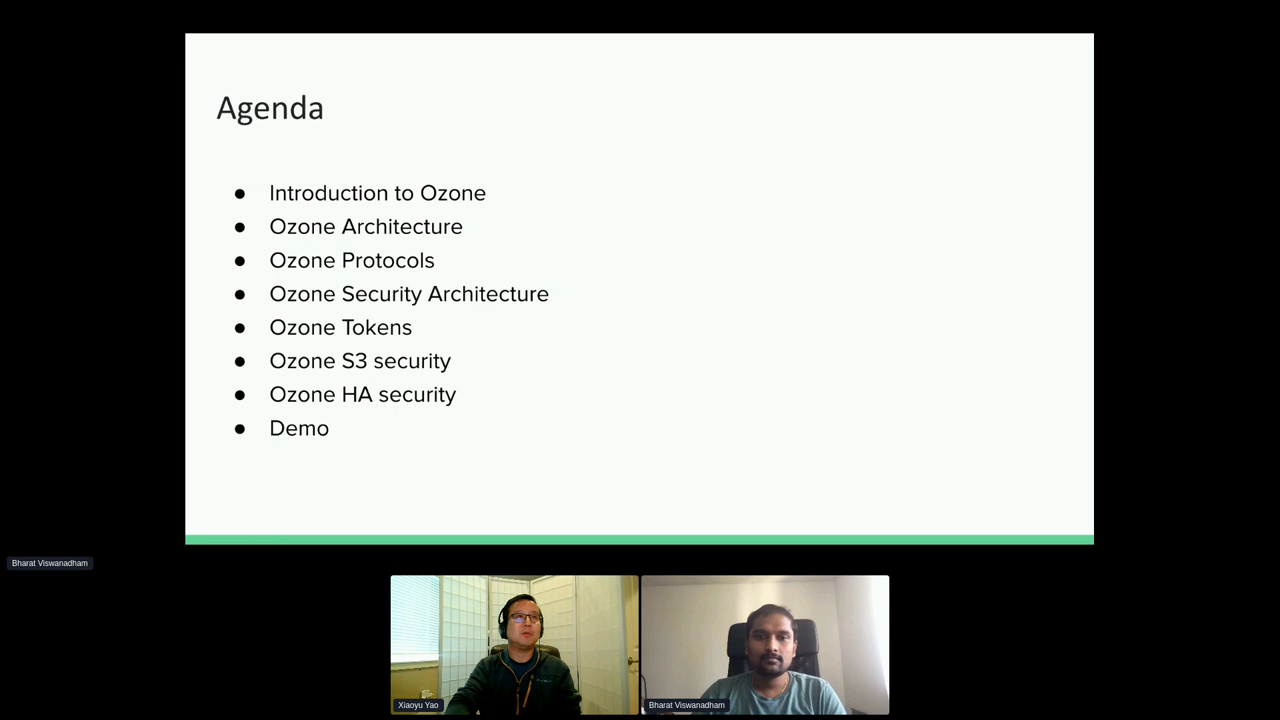 Agenda
● Introduction to Ozone
● Ozone Architecture
● Ozone Protocols
● Ozone Security Architecture
● Ozone Tokens
● Ozone S3 security
● Ozone HA security
● Demo
Bharat Viswanadham
Xiaoyu Yao
Bharat Viswanadham